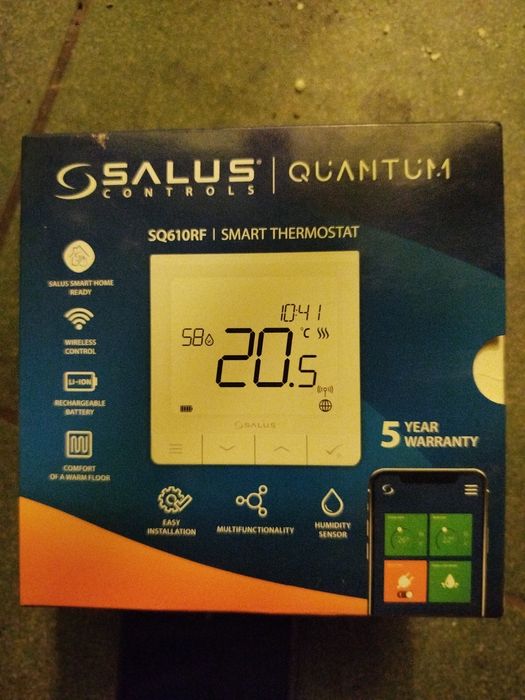 SALUS
CONTROLS
QUANTUM
SQ610RF | SMART THERMOSTAT
SALUS SMART HOME
READY
WIRELESS
CONTROL
LI-ION
RECHARGEABLE
BATTERY
COMFORT
OF A WARM FLOOR
10:41
58
20.5
°C
SALUS
5 YEAR
WARRANTY
EASY
INSTALLATION
MULTIFUNCTIONALITY
HUMIDITY
SENSOR